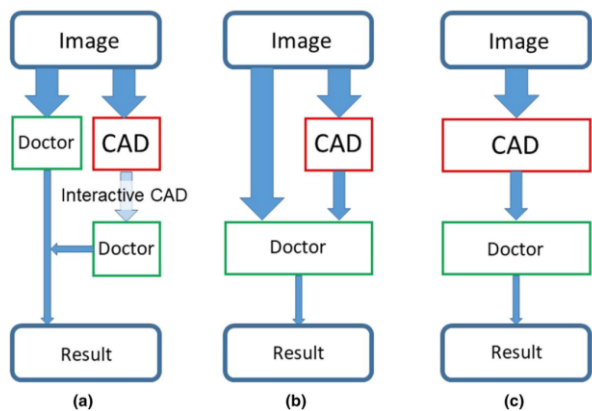 Image
Doctor
CAD
Interactive CAD
Doctor
Result
(a)
Image
CAD
Doctor
Result
(b)
Image
CAD
Doctor
Result
(c)